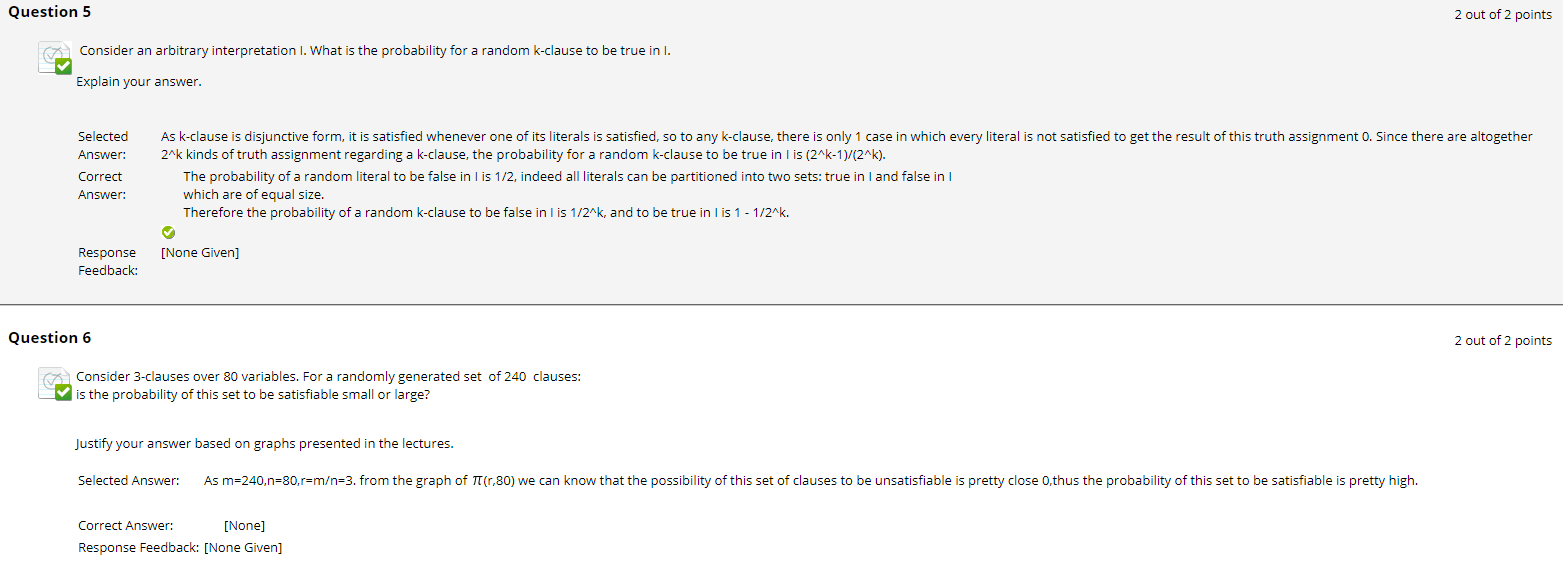 Question 5
2 out of 2 points
Consider an arbitrary interpretation I. What is the probability for a random k-clause to be true in I.
Explain your answer.
Selected Answer: As k-clause is disjunctive form, it is satisfied whenever one of its literals is satisfied, so to any k-clause, there is only 1 case in which every literal is not satisfied to get the result of this truth assignment 0. Since there are altogether
2^k kinds of truth assignment regarding a k-clause, the probability for a random k-clause to be true in I is (2^k-1)/(2^k).
Correct Answer: The probability of a random literal to be false in I is 1/2, indeed all literals can be partitioned into two sets: true in I and false in I
which are of equal size.
Therefore the probability of a random k-clause to be false in I is 1/2^k, and to be true in I is 1 - 1/2^k.
Response Feedback: [None Given]
Question 6
2 out of 2 points
Consider 3-clauses over 80 variables. For a randomly generated set of 240 clauses:
is the probability of this set to be satisfiable small or large?
Justify your answer based on graphs presented in the lectures.
Selected Answer: As m=240,n=80,r=m/n=3. from the graph of π(r,80) we can know that the possibility of this set of clauses to be unsatisfiable is pretty close 0,thus the probability of this set to be satisfiable is pretty high.
Correct Answer: [None]
Response Feedback: [None Given]